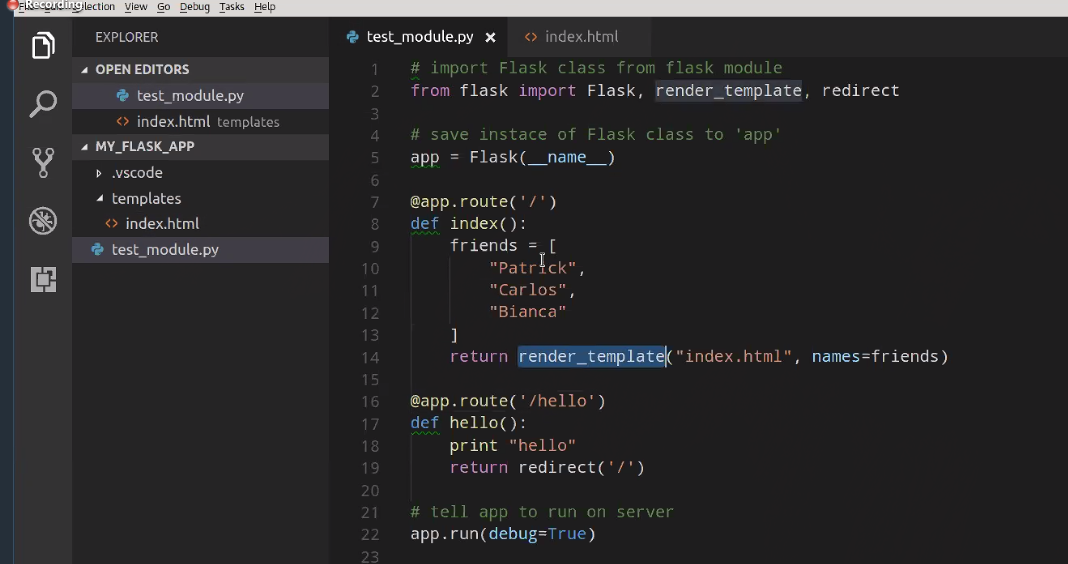 Recording
Selection View Go Debug Tasks Help
EXPLORER
OPEN EDITORS
test_module.py
index.html templates
MY_FLASK_APP
.vscode
templates
index.html
test_module.py
test_module.py × index.html
1 # import Flask class from flask module
2 from flask import Flask, render_template, redirect
3
4 # save instace of Flask class to 'app'
5 app = Flask(__name__)
6
7 @app.route('/')
8 def index():
9 friends = [
10 "Patrick",
11 "Carlos",
12 "Bianca"
13 ]
14 return render_template("index.html", names=friends)
15
16 @app.route('/hello')
17 def hello():
18 print "hello"
19 return redirect('/')
20
21 # tell app to run on server
22 app.run(debug=True)
23